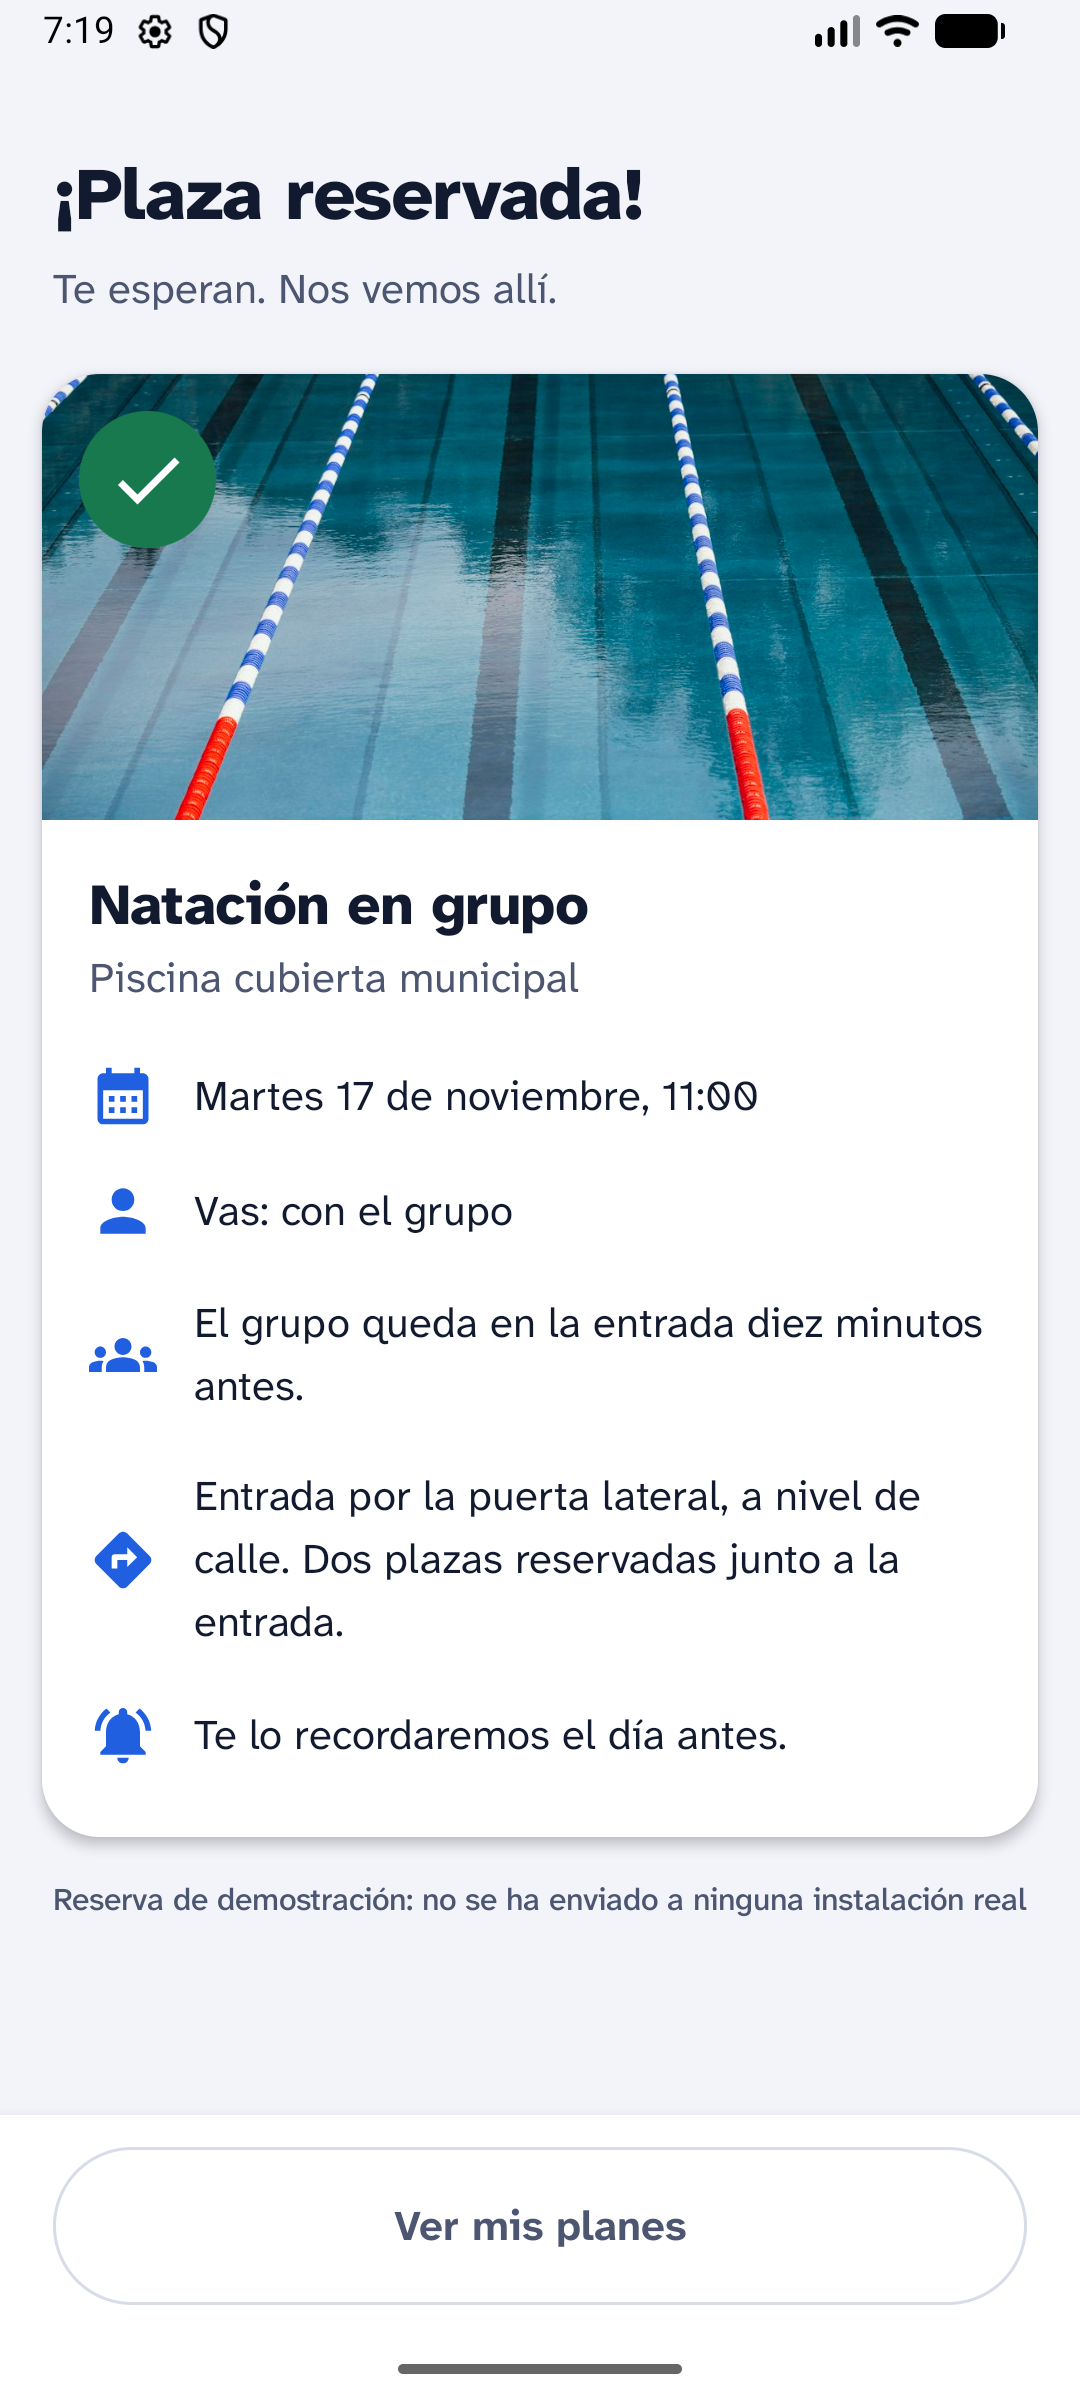 7:19
¡Plaza reservada!
Te esperan. Nos vemos allí.
Natación en grupo
Piscina cubierta municipal
Martes 17 de noviembre, 11:00
Vas: con el grupo
El grupo queda en la entrada diez minutos
antes.
Entrada por la puerta lateral, a nivel de
calle. Dos plazas reservadas junto a la
entrada.
Te lo recordaremos el día antes.
Reserva de demostración: no se ha enviado a ninguna instalación real
Ver mis planes